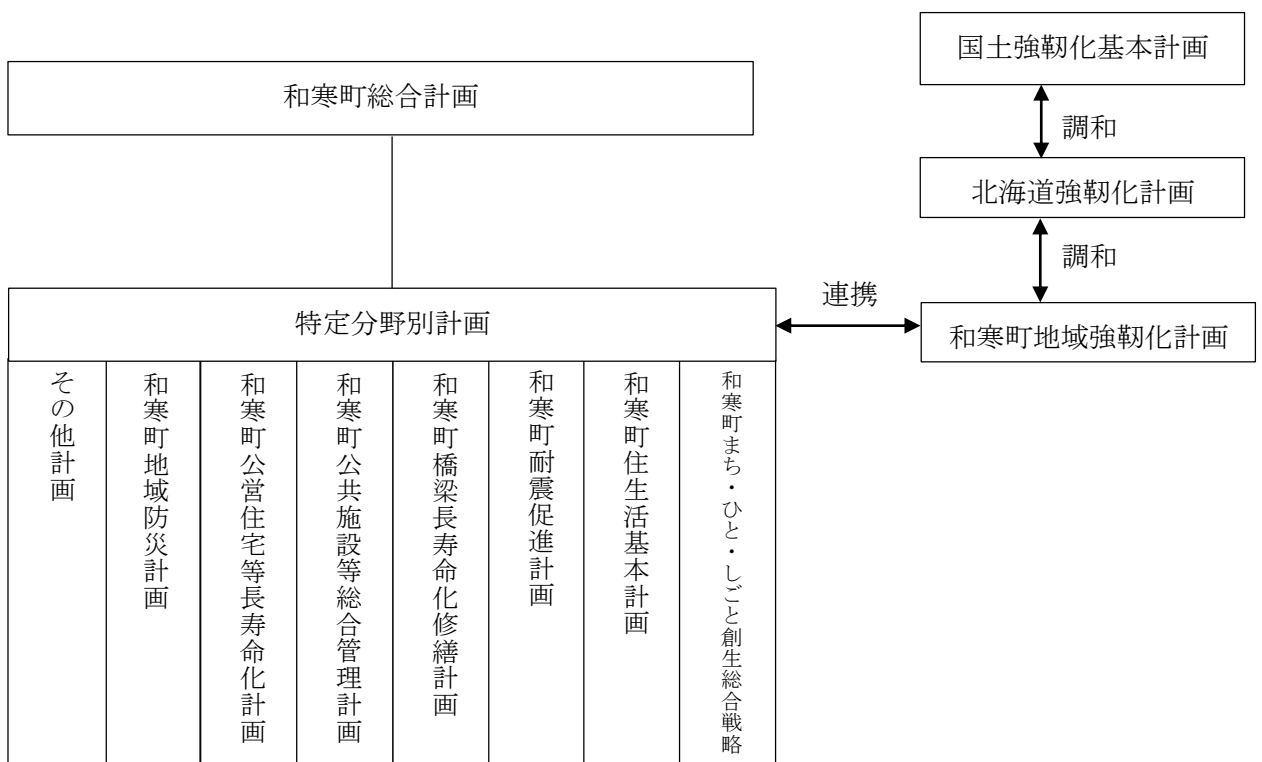 国土強靱化基本計画
和寒町総合計画
調和
北海道強靱化計画
調和
連携
特定分野別計画
和寒町地域強靱化計画
和寒町まち・ひと・しごと創生総合戦略
和寒町住生活基本計画
和寒町耐震促進計画
和寒町橋梁長寿命化修繕計画
和寒町公共施設等総合管理計画
和寒町公営住宅等長寿命化計画
和寒町地域防災計画
その他計画